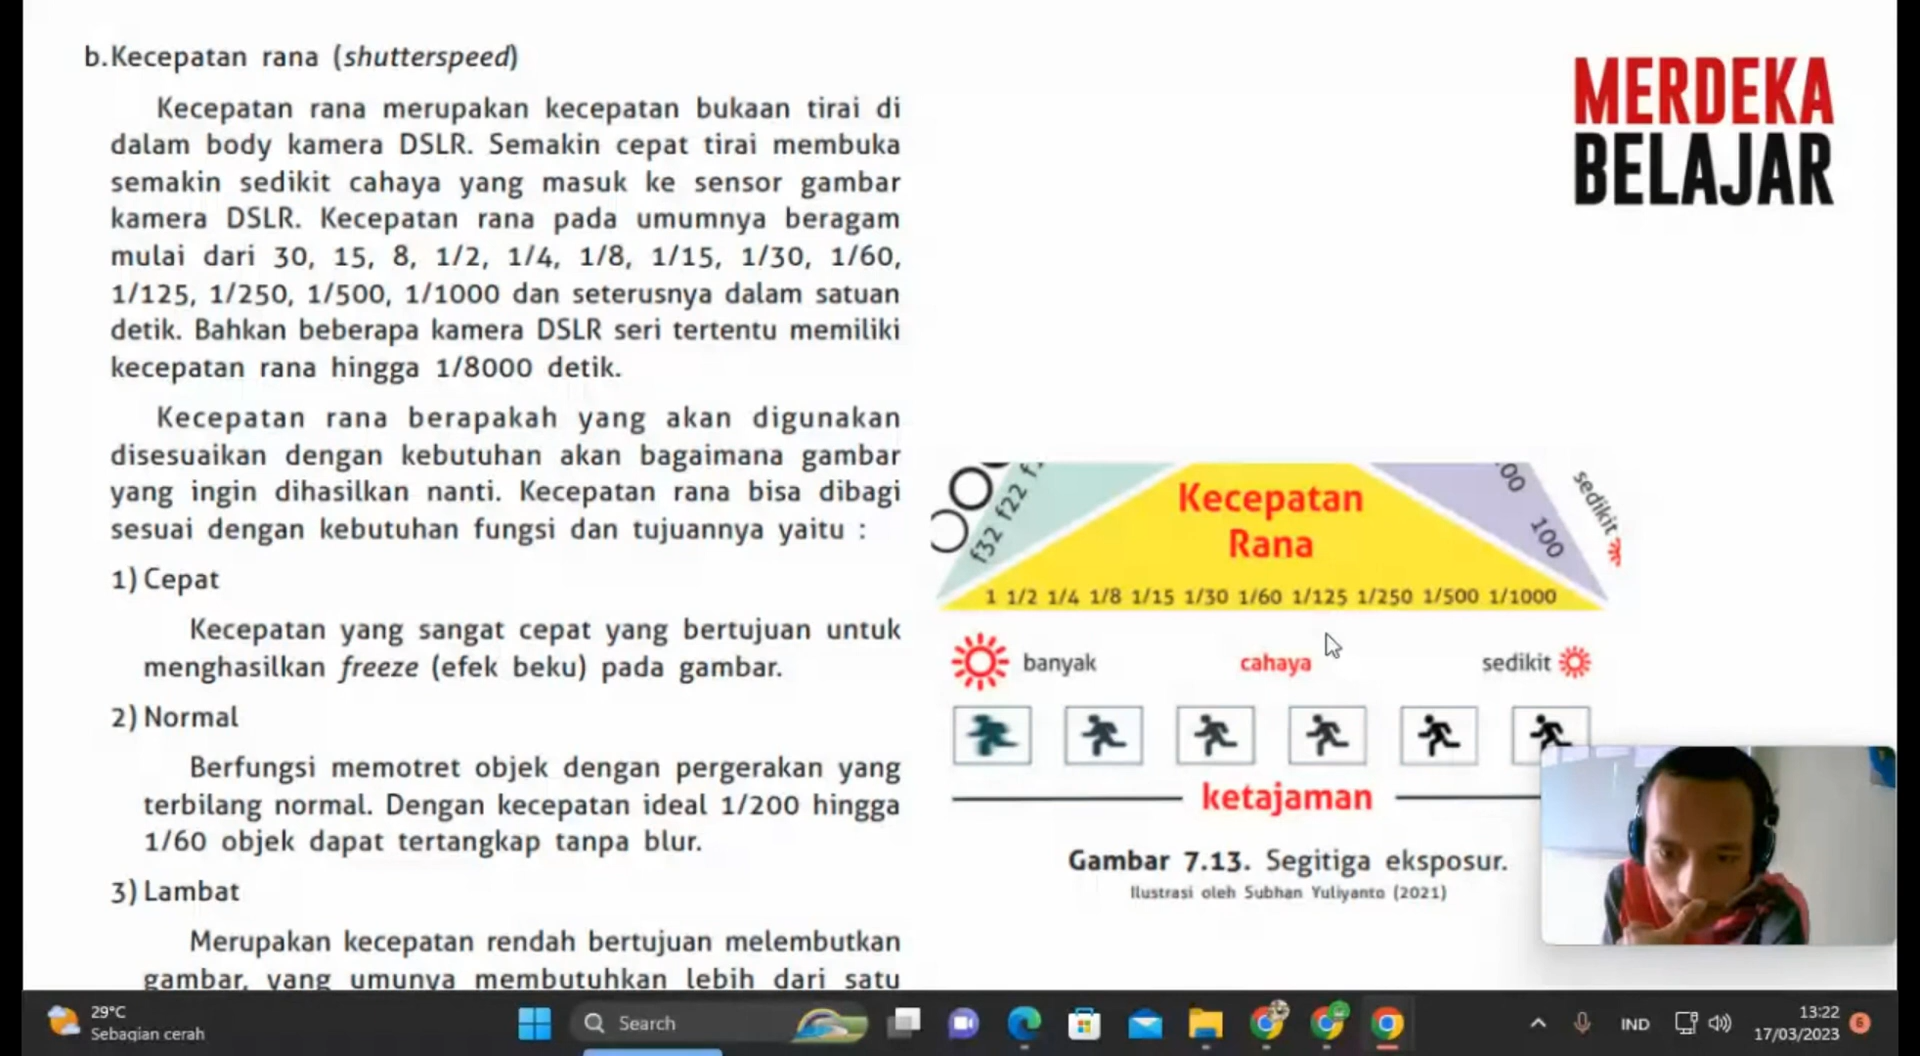 b.Kecepatan rana (shutterspeed)
Kecepatan rana merupakan kecepatan bukaan tirai di
dalam body kamera DSLR. Semakin cepat tirai membuka
semakin sedikit cahaya yang masuk ke sensor gambar
kamera DSLR. Kecepatan rana pada umumnya beragam
mulai dari 30, 15, 8, 1/2, 1/4, 1/8, 1/15, 1/30, 1/60,
1/125, 1/250, 1/500, 1/1000 dan seterusnya dalam satuan
detik. Bahkan beberapa kamera DSLR seri tertentu memiliki
kecepatan rana hingga 1/8000 detik.
Kecepatan rana berapakah yang akan digunakan
disesuaikan dengan kebutuhan akan bagaimana gambar
yang ingin dihasilkan nanti. Kecepatan rana bisa dibagi
sesuai dengan kebutuhan fungsi dan tujuannya yaitu :
1) Cepat
Kecepatan yang sangat cepat yang bertujuan untuk
menghasilkan freeze (efek beku) pada gambar.
2) Normal
Berfungsi memotret objek dengan pergerakan yang
terbilang normal. Dengan kecepatan ideal 1/200 hingga
1/60 objek dapat tertangkap tanpa blur.
3) Lambat
Merupakan kecepatan rendah bertujuan melembutkan
gambar, yang umunya membutuhkan lebih dari satu
MERDEKA
BELAJAR
f32 f22
Kecepatan
Rana
100
sedikit
1 1/2 1/4 1/8 1/15 1/30 1/60 1/125 1/250 1/500 1/1000
banyak cahaya sedikit
ketajaman
Gambar 7.13. Segitiga eksposur.
Ilustrasi oleh Subhan Yuliyanto (2021)
29°C
Sebagian cerah
Search
IND
13:22
17/03/2023
6